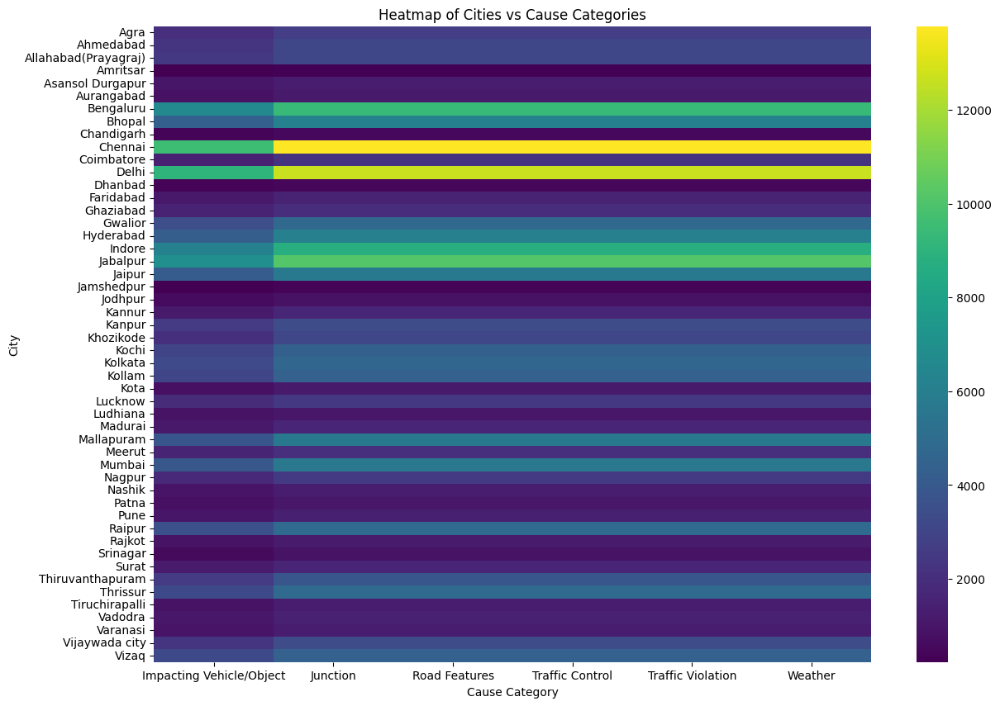 Heatmap of Cities vs Cause Categories
City
Agra
Ahmedabad
Allahabad(Prayagraj)
Amritsar
Asansol Durgapur
Aurangabad
Bengaluru
Bhopal
Chandigarh
Chennai
Coimbatore
Delhi
Dhanbad
Faridabad
Ghaziabad
Gwalior
Hyderabad
Indore
Jabalpur
Jaipur
Jamshedpur
Jodhpur
Kannur
Kanpur
Khozikode
Kochi
Kolkata
Kollam
Kota
Lucknow
Ludhiana
Madurai
Mallapuram
Meerut
Mumbai
Nagpur
Nashik
Patna
Pune
Raipur
Rajkot
Srinagar
Surat
Thiruvanthapuram
Thrissur
Tiruchirapalli
Vadodra
Varanasi
Vijaywada city
Vizaq
Impacting Vehicle/Object Junction Road Features Traffic Control Traffic Violation Weather
Cause Category
12000
10000
8000
6000
4000
2000